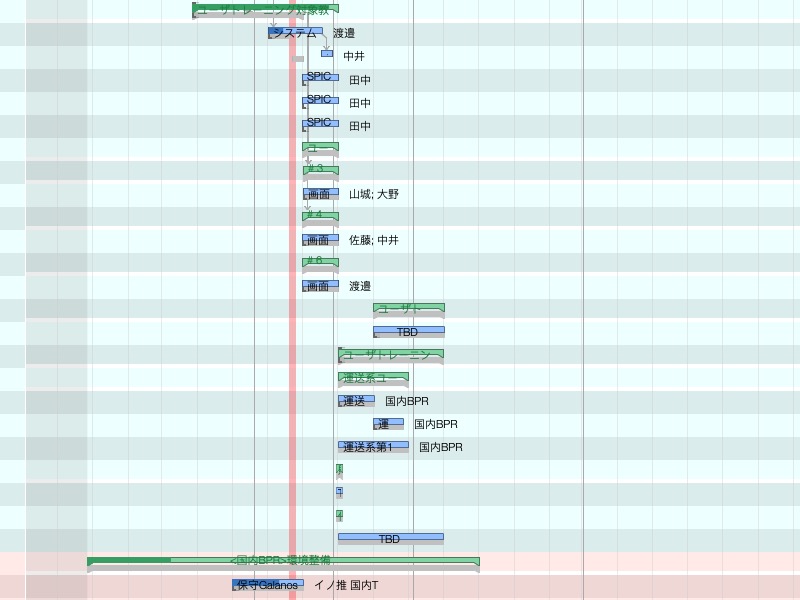 ユーザトレーニング対象教
システム 渡邉
中井
SPIC 田中
SPIC 田中
SPIC 田中
ユー
# 3
画面 山城; 大野
# 4
画面 佐藤; 中井
# 6
画面 渡邉
ユーザト
TBD
ユーザトレーニン
運送系ユー
運送 国内BPR
運 国内BPR
運送系第1 国内BPR
TBD
<国内BPR>環境整備
保守Galanos イノ推 国内T